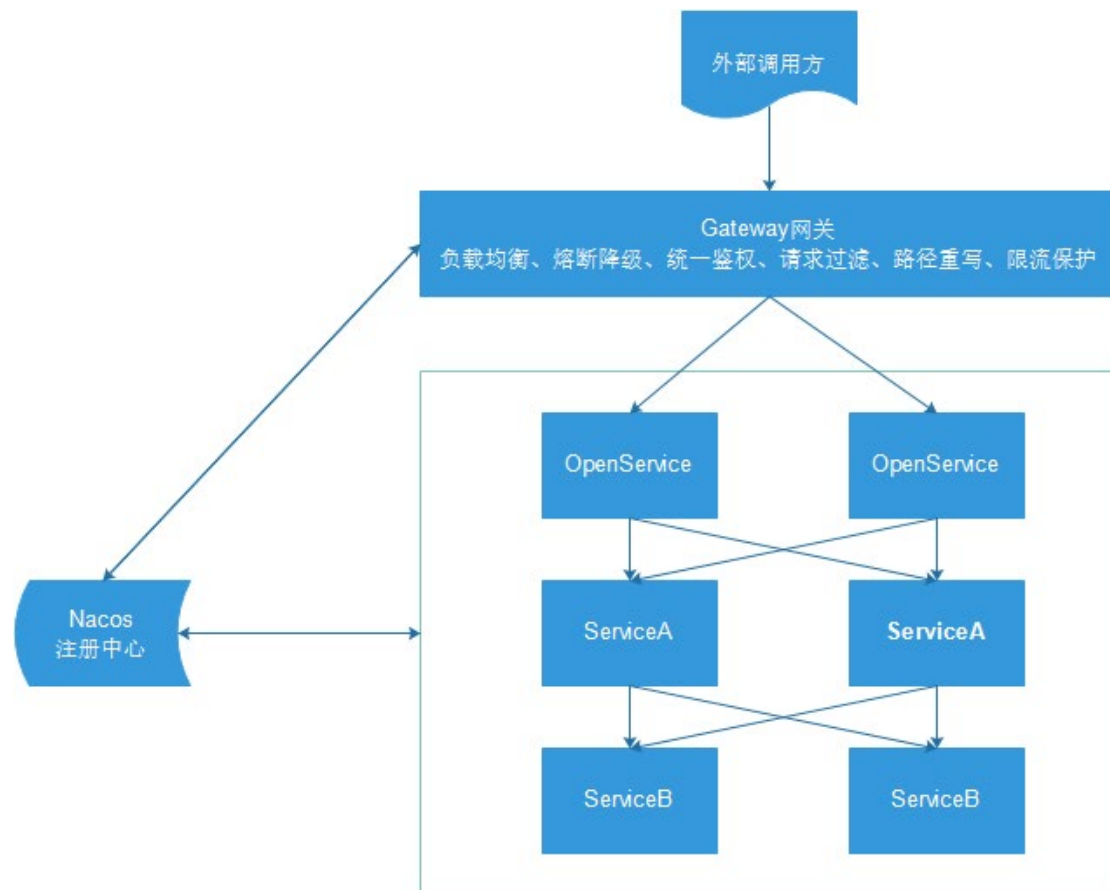 外部调用方
Gateway网关
负载均衡、熔断降级、统一鉴权、请求过滤、路径重写、限流保护
OpenService
OpenService
Nacos
注册中心
ServiceA
ServiceA
ServiceB
ServiceB